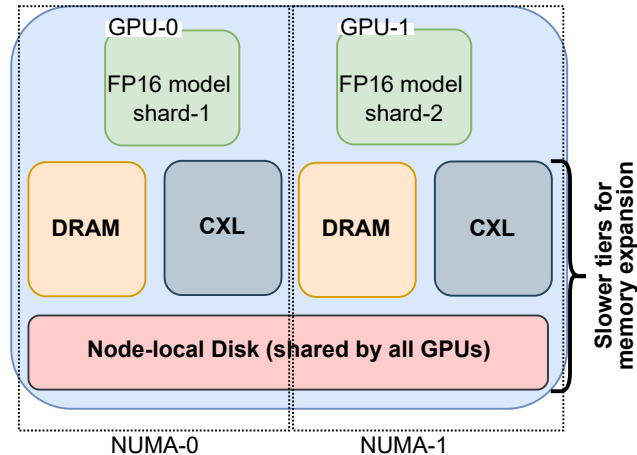 GPU-0
GPU-1
FP16 model
shard-1
FP16 model
shard-2
DRAM
CXL
DRAM
CXL
Slower tiers for
memory expansion
Node-local Disk (shared by all GPUs)
NUMA-0
NUMA-1